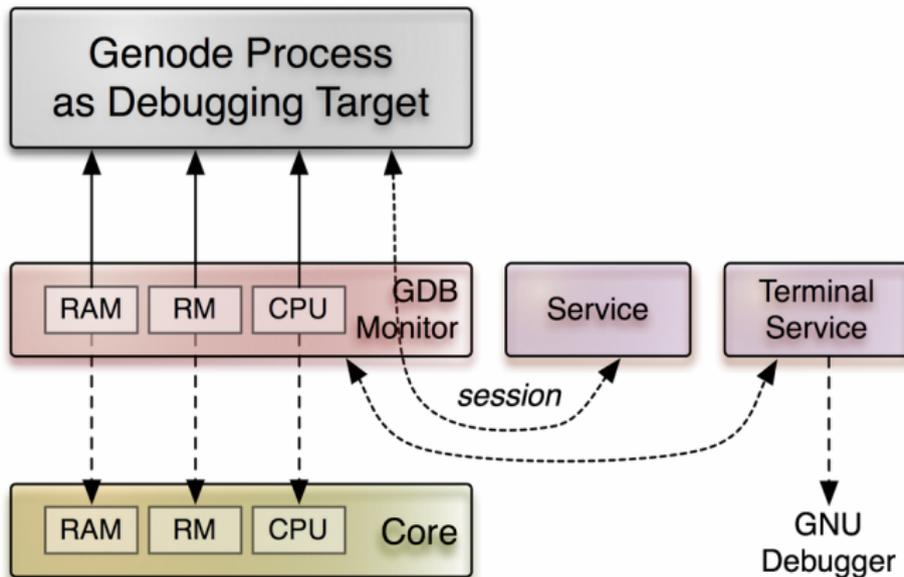 Genode Process
as Debugging Target
RAM
RM
CPU
GDB
Monitor
Service
Terminal
Service
session
RAM
RM
CPU
Core
GNU
Debugger